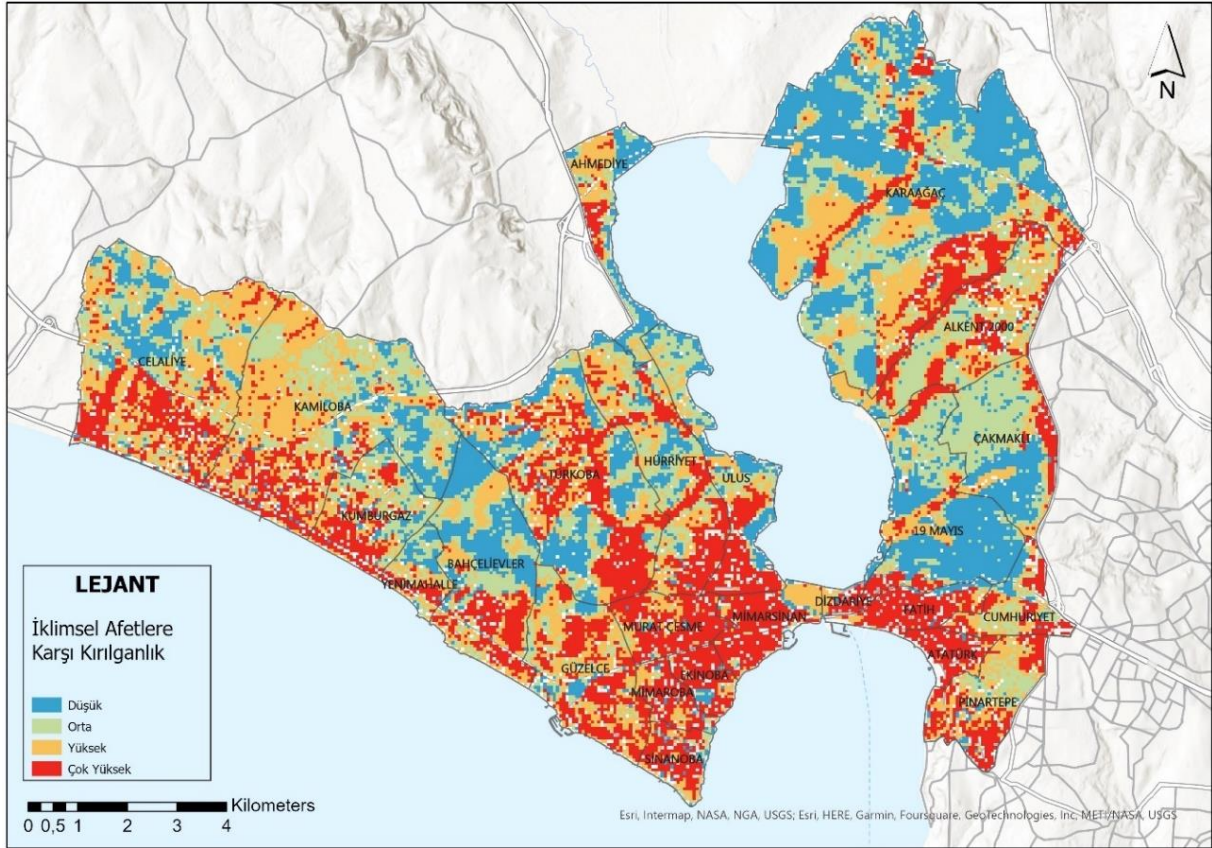 N
AHMEDİYE
KARAAĞAÇ
ALKENT 2000
CELALİYE
KAMİLOBA
ÇAKMAKLI
HÜRRİYET
TÜRKOBA
ULUS
KUMBURGAZ
19 MAYIS
BAHÇELİEVLER
YENİMAHALLE
DİZDARİYE
FATİH
CUMHURİYET
MİMARSİNAN
MURAT ÇEŞME
ATATÜRK
GÜZELCE
EKİNOBA
MİMAROBA
PINARTEPE
SİNANOBA
LEJANT
İklimsel Afetlere
Karşı Kırılganlık
Düşük
Orta
Yüksek
Çok Yüksek
Kilometers
0 0,5 1 2 3 4
Esri, Intermap, NASA, NGA, USGS; Esri, HERE, Garmin, Foursquare, GeoTechnologies, Inc, METI/NASA, USGS